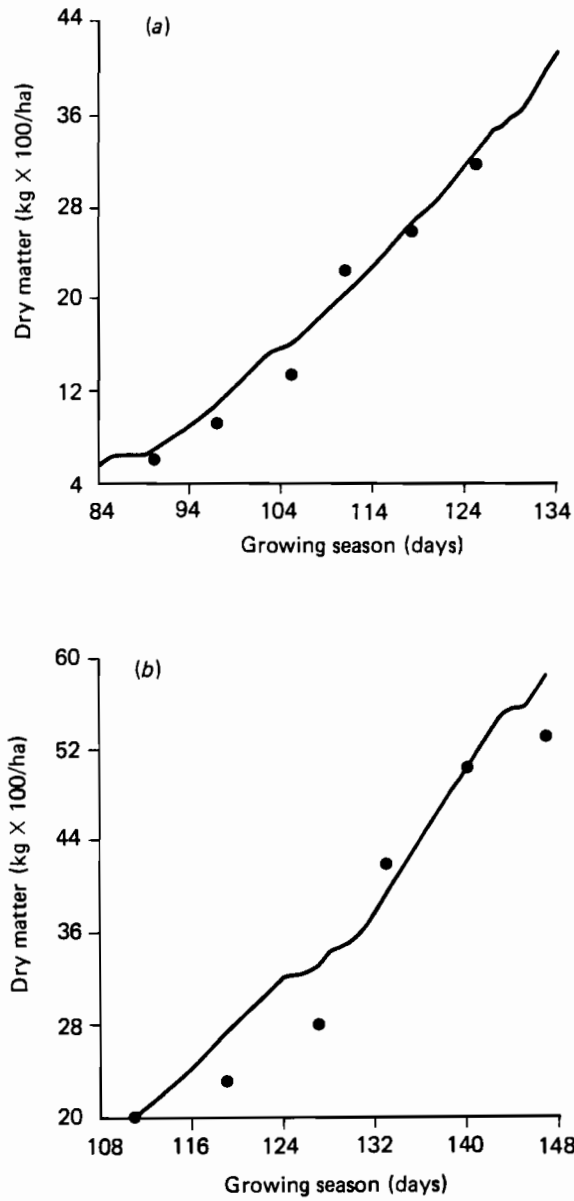 (a)
Dry matter (kg X 100/ha)
44
36
28
20
12
4
84 94 104 114 124 134
Growing season (days)
(b)
Dry matter (kg X 100/ha)
60
52
44
36
28
20
108 116 124 132 140 148
Growing season (days)